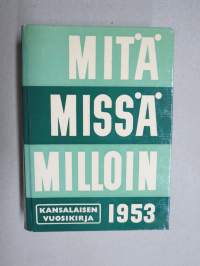 MITÄ
MISSÄ
MILLOIN
KANSALAISEN
VUOSIKIRJA
1953